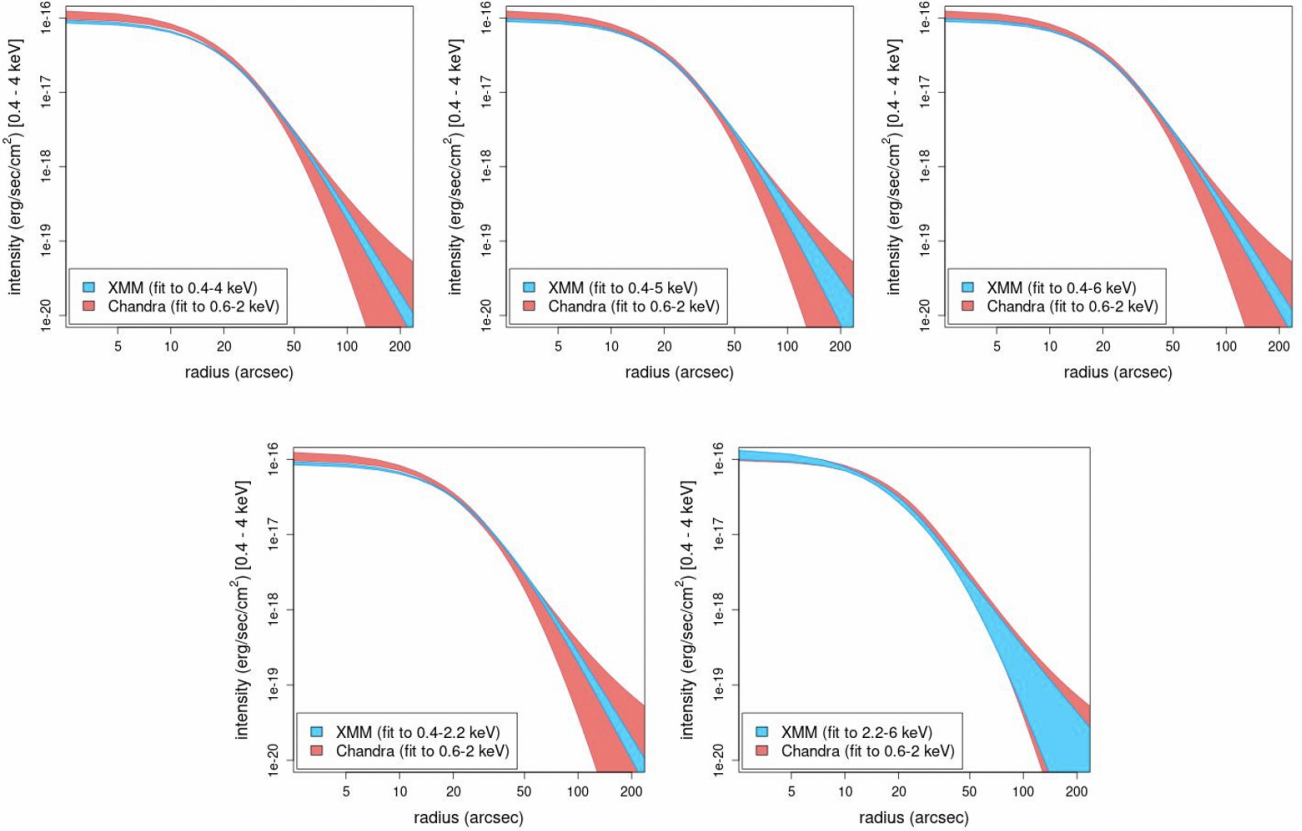 intensity (erg/sec/cm²) [0.4 - 4 keV]
1e-16
1e-17
1e-18
1e-19
1e-20
XMM (fit to 0.4-4 keV)
Chandra (fit to 0.6-2 keV)
5 10 20 50 100 200
radius (arcsec)
intensity (erg/sec/cm²) [0.4 - 4 keV]
1e-16
1e-17
1e-18
1e-19
1e-20
XMM (fit to 0.4-5 keV)
Chandra (fit to 0.6-2 keV)
5 10 20 50 100 200
radius (arcsec)
intensity (erg/sec/cm²) [0.4 - 4 keV]
1e-16
1e-17
1e-18
1e-19
1e-20
XMM (fit to 0.4-6 keV)
Chandra (fit to 0.6-2 keV)
5 10 20 50 100 200
radius (arcsec)
intensity (erg/sec/cm²) [0.4 - 4 keV]
1e-16
1e-17
1e-18
1e-19
1e-20
XMM (fit to 0.4-2.2 keV)
Chandra (fit to 0.6-2 keV)
5 10 20 50 100 200
radius (arcsec)
intensity (erg/sec/cm²) [0.4 - 4 keV]
1e-16
1e-17
1e-18
1e-19
1e-20
XMM (fit to 2.2-6 keV)
Chandra (fit to 0.6-2 keV)
5 10 20 50 100 200
radius (arcsec)